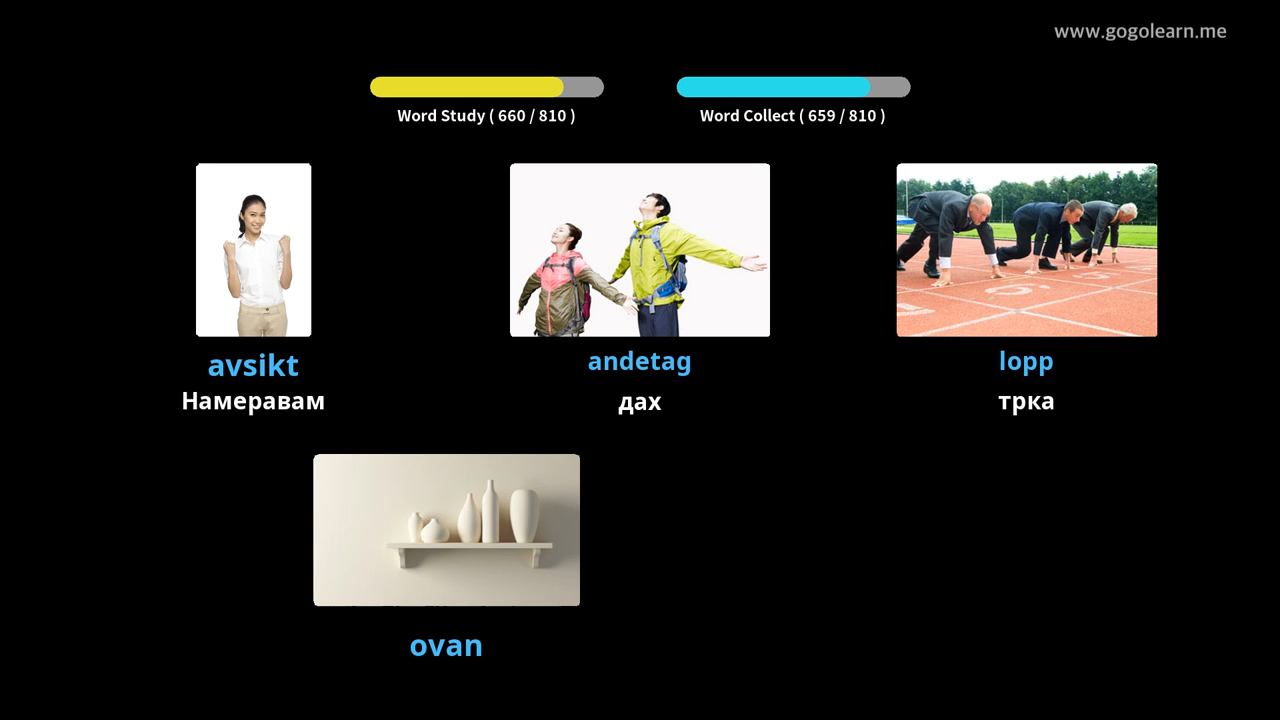 www.gogolearn.me
Word Study ( 660 / 810 )
Word Collect ( 659 / 810 )
avsikt
Намеравам
andetag
дах
lopp
трка
ovan